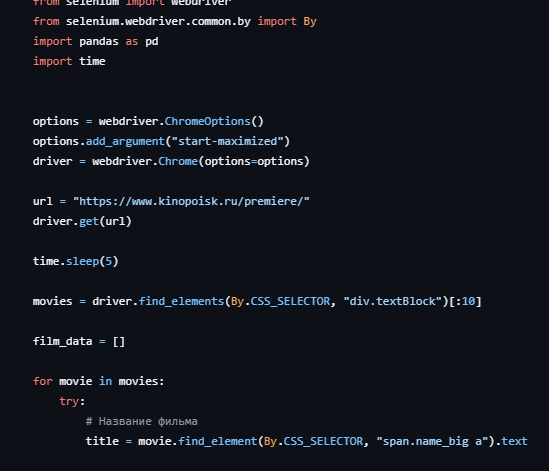 from selenium import webdriver
from selenium.webdriver.common.by import By
import pandas as pd
import time
options = webdriver.ChromeOptions()
options.add_argument("start-maximized")
driver = webdriver.Chrome(options=options)
url = "https://www.kinopoisk.ru/premiere/"
driver.get(url)
time.sleep(5)
movies = driver.find_elements(By.CSS_SELECTOR, "div.textBlock")[:10]
film_data = []
for movie in movies:
    try:
        # Название фильма
        title = movie.find_element(By.CSS_SELECTOR, "span.name_big a").text